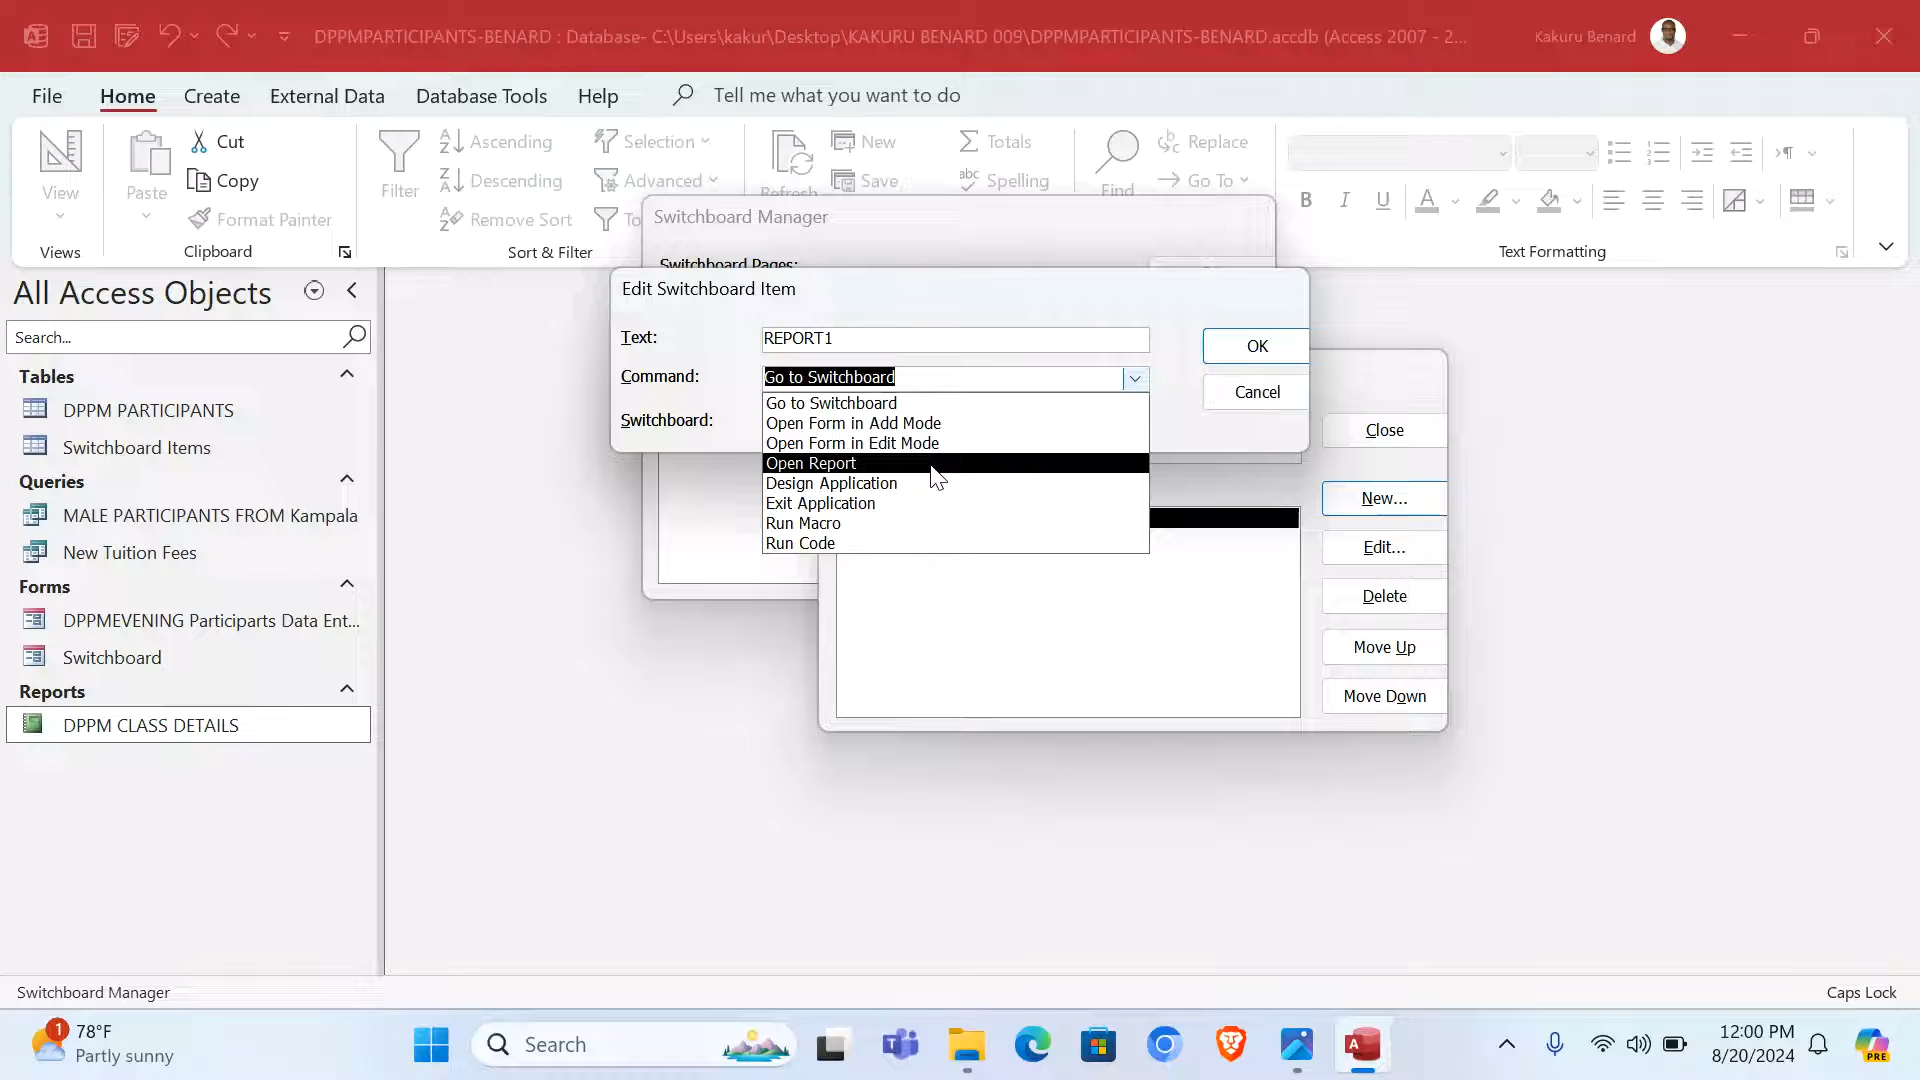 DPPMPARTICIPANTS-BENARD : Database- C:\Users\kakur\Desktop\KAKURU BENARD 009\DPPMPARTICIPANTS-BENARD.accdb (Access 2007 - 2...
Kakuru Benard
File
Home
Create
External Data
Database Tools
Help
Tell me what you want to do
View
Views
Paste
Cut
Copy
Format Painter
Clipboard
Filter
Ascending
Descending
Remove Sort
Selection
Advanced
To
Sort & Filter
Refresh
New
Save
Totals
Spelling
Find
Replace
Go To
B I U A
Text Formatting
All Access Objects
Search...
Tables
DPPM PARTICIPANTS
Switchboard Items
Queries
MALE PARTICIPANTS FROM Kampala
New Tuition Fees
Forms
DPPMEVENING Participarts Data Ent...
Switchboard
Reports
DPPM CLASS DETAILS
Switchboard Manager
Switchboard Pages:
Edit Switchboard Item
Text:
REPORT1
OK
Command:
Go to Switchboard
Cancel
Switchboard:
Go to Switchboard
Open Form in Add Mode
Open Form in Edit Mode
Open Report
Design Application
Exit Application
Run Macro
Run Code
Close
New...
Edit...
Delete
Move Up
Move Down
Switchboard Manager
Caps Lock
1
78°F
Partly sunny
Search
12:00 PM
8/20/2024
PRE